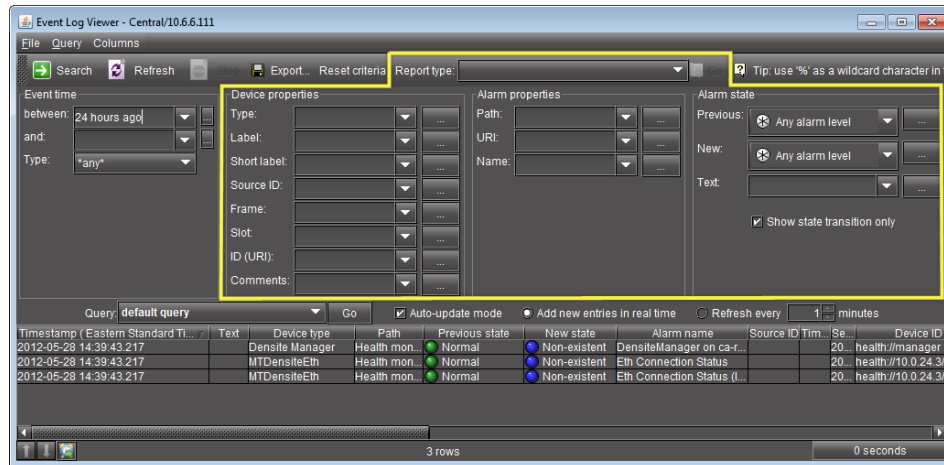 Event Log Viewer - Central/10.6.6.111
File Query Columns
Search Refresh Stop Export... Reset criteria Report type: Go Tip: use '%' as a wildcard character in
Event time Device properties Alarm properties Alarm state
between: 24 hours ago ... Type: ... Path: ... Previous: Any alarm level ...
and: ... Label: ... URI: ... New: Any alarm level ...
Type: *any* Short label: ... Name: ... Text: ...
Source ID: ...
Frame: ... Show state transition only
Slot: ...
ID (URI): ...
Comments: ...
Query: default query Go Auto-update mode Add new entries in real time Refresh every 1 minutes
Timestamp ( Eastern Standard Ti... Text Device type Path Previous state New state Alarm name Source ID Tim... Se... Device ID
2012-05-28 14:39:43.217 Densite Manager Health mon... Normal Non-existent DensiteManager on ca-r... 20... health://manager
2012-05-28 14:39:43.217 MTDensiteEth Health mon... Normal Non-existent Eth Connection Status 20... health://10.0.24.3/
2012-05-28 14:39:43.217 MTDensiteEth Health mon... Normal Non-existent Eth Connection Status (I... 20... health://10.0.24.3/
3 rows 0 seconds